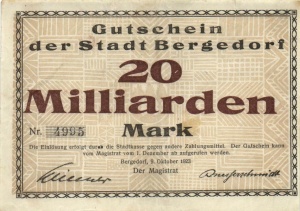 Gutschein
der Stadt Bergedorf
20
Milliarden
Nr. 4995 Mark
Die Einlösung erfolgt durch die Stadtkasse gegen andere Zahlungsmittel. Der Gutschein kann
vom Magistrat vom 1. Dezember ab aufgerufen werden.
Bergedorf, 9. Oktober 1923
Der Magistrat